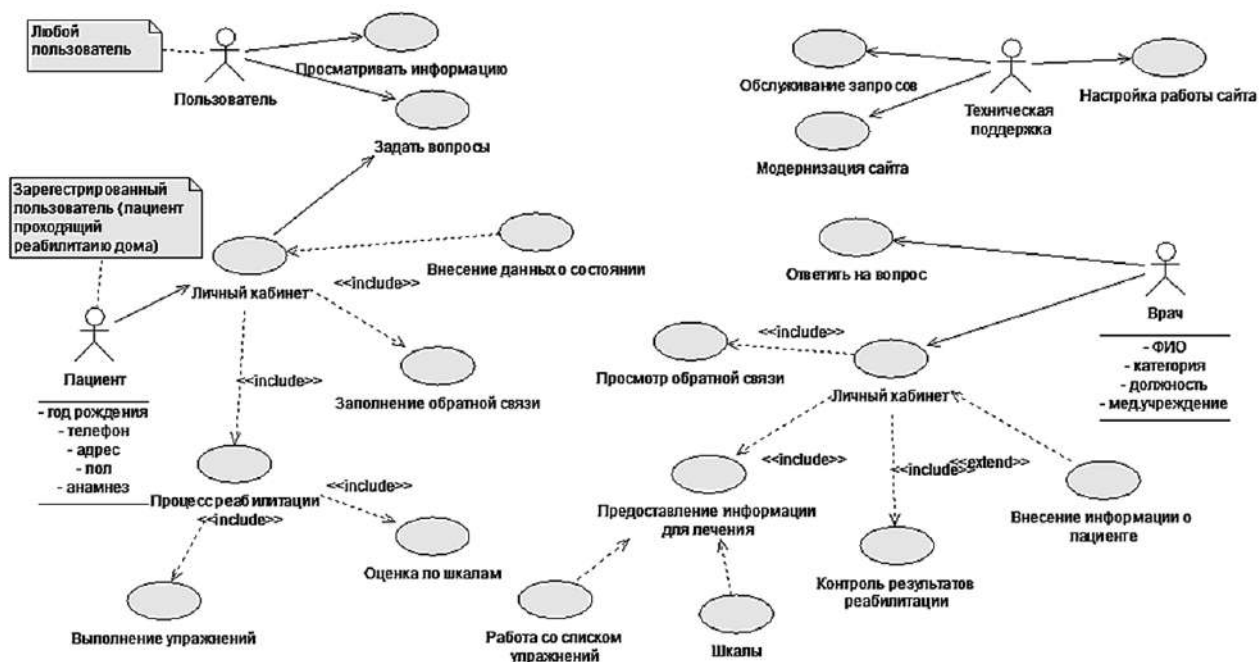 Любой
пользователь
Пользователь
Просматривать информацию
Задать вопросы
Обслуживание запросов
Техническая
поддержка
Настройка работы сайта
Модернизация сайта
Зарегестрированный
пользователь (пациент
проходящий
реабилитаию дома)
Внесение данных о состоянии
<<include>>
Личный кабинет
Пациент
- год рождения
- телефон
- адрес
- пол
- анамнез
<<include>>
Заполнение обратной связи
Процесс реабилитации
<<include>>
<<include>>
Оценка по шкалам
Выполнение упражнений
Ответить на вопрос
Врач
- ФИО
- категория
- должность
- мед.учреждение
<<include>>
Просмотр обратной связи
Личный кабинет
<<include>>
<<include>>
<<extend>>
Предоставление информации
для лечения
Внесение информации о
пациенте
Контроль результатов
реабилитации
Работа со списком
упражнений
Шкалы